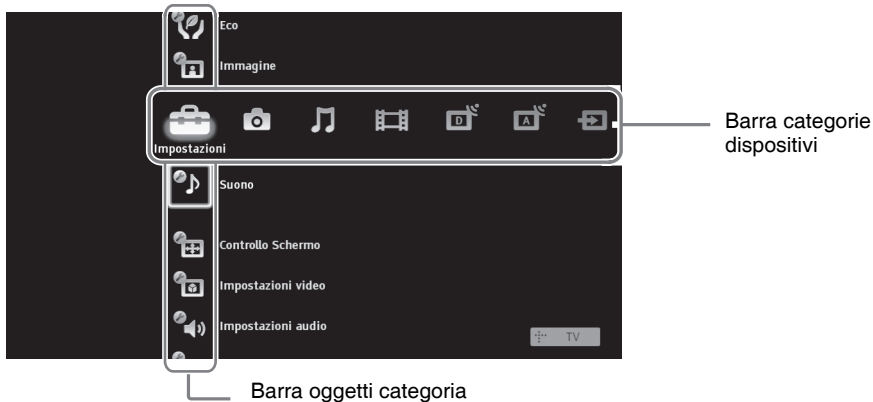 Eco
Immagine
D
A
Impostazioni
Barra categorie
dispositivi
Suono
Controllo Schermo
Impostazioni video
Impostazioni audio
TV
Barra oggetti categoria